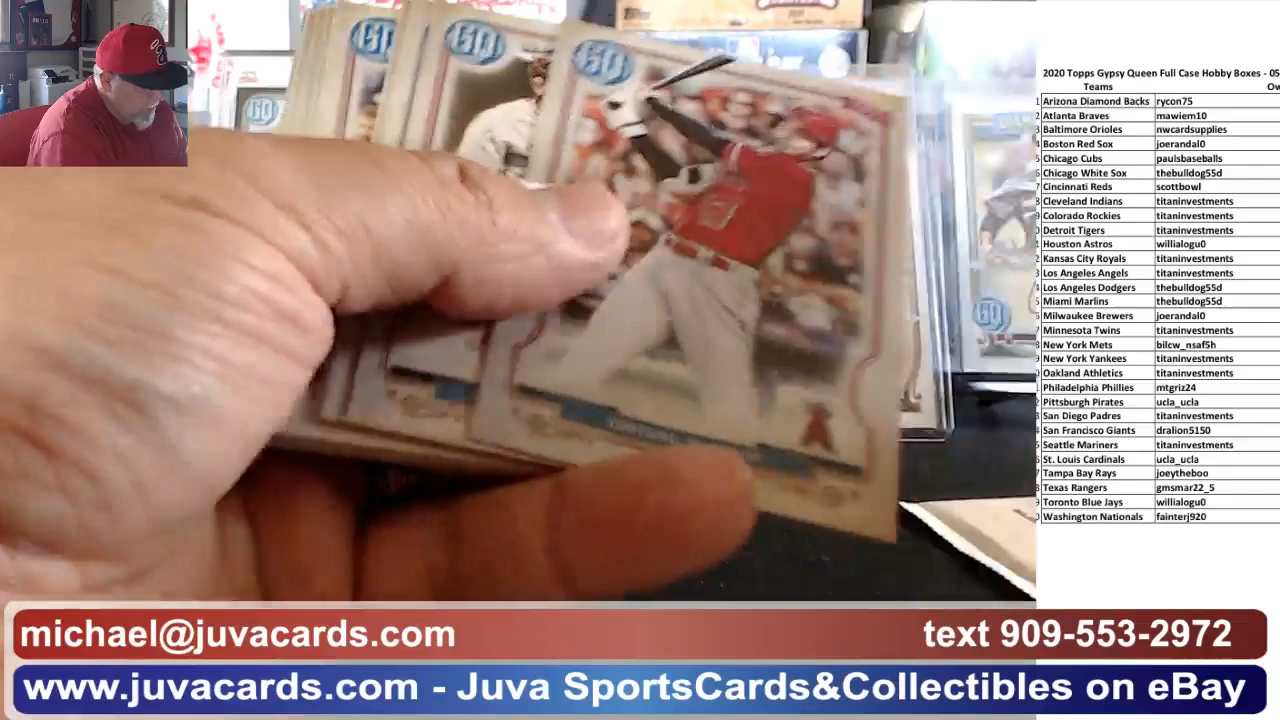 GQ
GQ
GQ
GQ
GQ
2020 Topps Gypsy Queen Full Case Hobby Boxes - 05
Teams
Ow
Arizona Diamond Backs rycon75
Atlanta Braves mawiem10
Baltimore Orioles nwcardsupplies
Boston Red Sox joerandal0
Chicago Cubs paulsbaseballs
Chicago White Sox thebulldog55d
Cincinnati Reds scottbowl
Cleveland Indians titaninvestments
Colorado Rockies titaninvestments
Detroit Tigers titaninvestments
Houston Astros willialogu0
Kansas City Royals titaninvestments
Los Angeles Angels titaninvestments
Los Angeles Dodgers thebulldog55d
Miami Marlins thebulldog55d
Milwaukee Brewers joerandal0
Minnesota Twins titaninvestments
New York Mets bilcw_nsaf5h
New York Yankees titaninvestments
Oakland Athletics titaninvestments
Philadelphia Phillies mtgriz24
Pittsburgh Pirates ucla_ucla
San Diego Padres titaninvestments
San Francisco Giants dralion5150
Seattle Mariners titaninvestments
St. Louis Cardinals ucla_ucla
Tampa Bay Rays joeytheboo
Texas Rangers gmsmar22_5
Toronto Blue Jays willialogu0
Washington Nationals fainterj920
michael@juvacards.com
text 909-553-2972
www.juvacards.com - Juva SportsCards&Collectibles on eBay